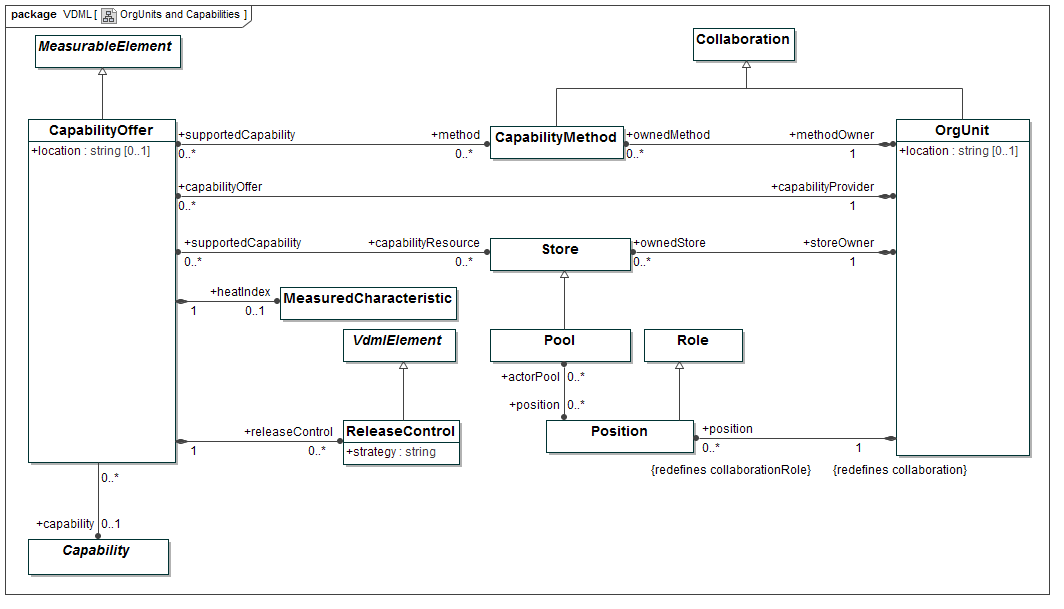 package VDML [ OrgUnits and Capabilities ]
MeasurableElement
Collaboration
CapabilityOffer
+location : string [0..1]
+supportedCapability
0..*
+method
0..*
CapabilityMethod
+ownedMethod
0..*
+methodOwner
1
OrgUnit
+location : string [0..1]
+capabilityOffer
0..*
+capabilityProvider
1
+supportedCapability
0..*
+capabilityResource
0..*
Store
+ownedStore
0..*
+storeOwner
1
+heatIndex
1
0..1
MeasuredCharacteristic
VdmlElement
Pool
Role
+actorPool 0..*
+position 0..*
+releaseControl
1
0..*
ReleaseControl
+strategy : string
Position
+position
0..*
1
{redefines collaborationRole}
{redefines collaboration}
0..*
+capability 0..1
Capability